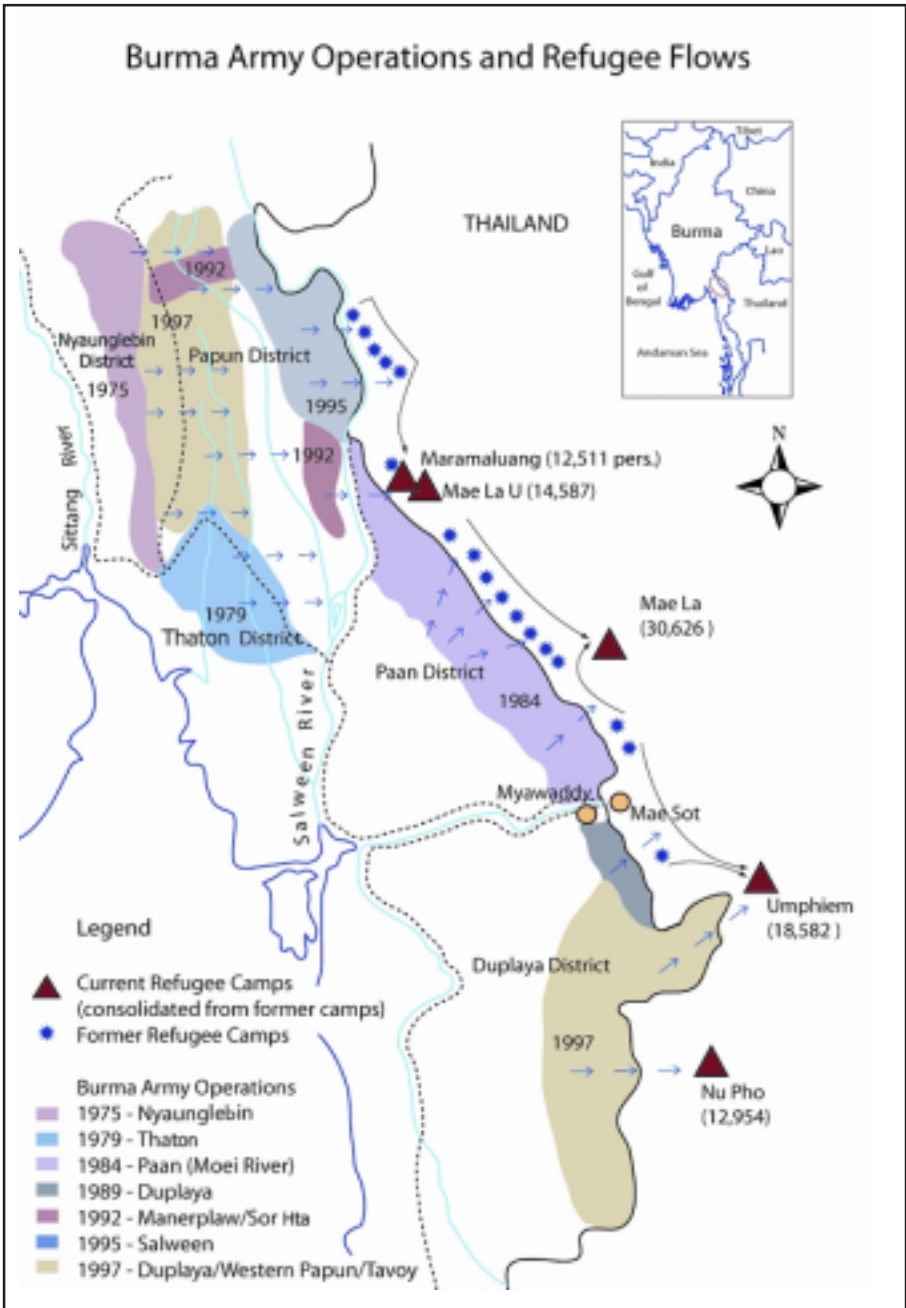 Burma Army Operations and Refugee Flows
Tibet
India
China
Burma
Lao
Gulf
of
Bengal
Thailand
Andaman Sea
THAILAND
1992
1997
Nyaunglebin
District
1975
Papun District
1995
1992
Sittang River
Maramaluang (12,511 pers.)
Mae La U (14,587)
N
Mae La
(30,626 )
1979
Thaton District
Paan District
1984
Salween River
Myawaddy
Mae Sot
Umphiem
(18,582 )
Duplaya District
1997
Nu Pho
(12,954)
Legend
Current Refugee Camps
(consolidated from former camps)
Former Refugee Camps
Burma Army Operations
1975 - Nyaunglebin
1979 - Thaton
1984 - Paan (Moei River)
1989 - Duplaya
1992 - Manerplaw/Sor Hta
1995 - Salween
1997 - Duplaya/Western Papun/Tavoy